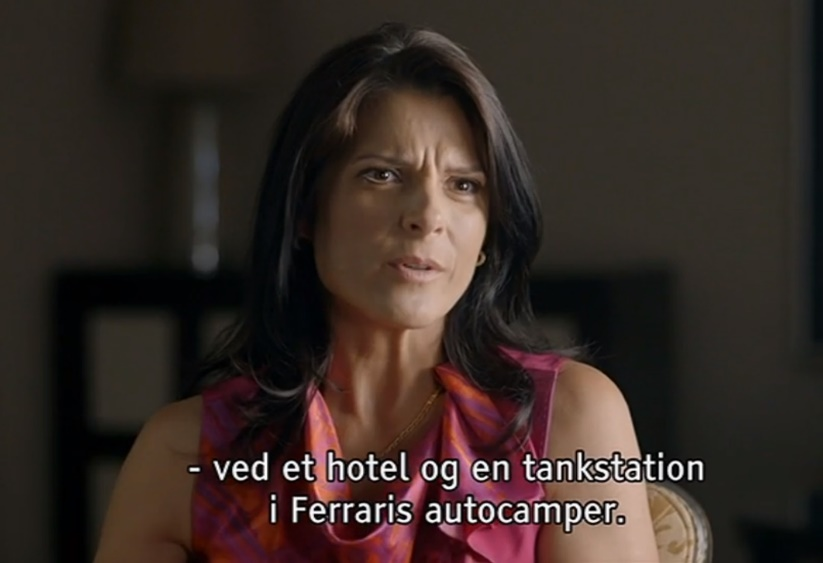 - ved et hotel og en tankstation
i Ferraris autocamper.